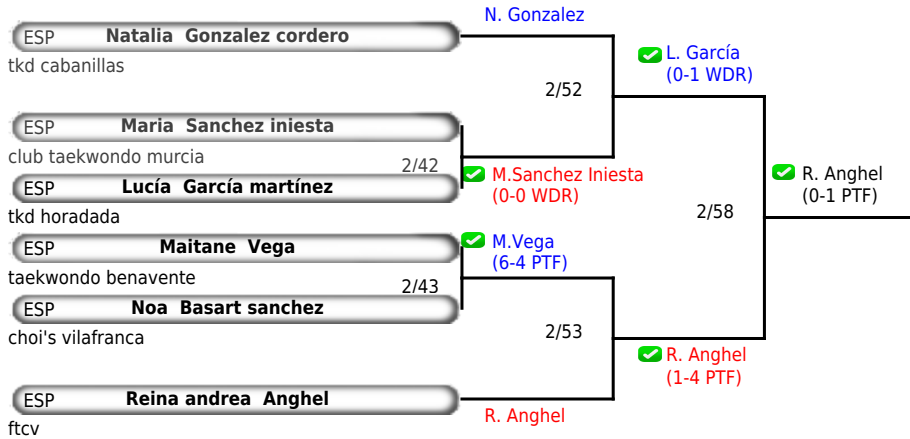 N. Gonzalez
ESP Natalia Gonzalez cordero
tkd cabanillas
L. García
(0-1 WDR)
2/52
ESP Maria Sanchez iniesta
club taekwondo murcia
2/42
M.Sanchez Iniesta
(0-0 WDR)
ESP Lucía García martínez
tkd horadada
R. Anghel
(0-1 PTF)
2/58
ESP Maitane Vega
M.Vega
(6-4 PTF)
taekwondo benavente
2/43
ESP Noa Basart sanchez
choi's vilafranca
2/53
R. Anghel
(1-4 PTF)
ESP Reina andrea Anghel
R. Anghel
ftcv